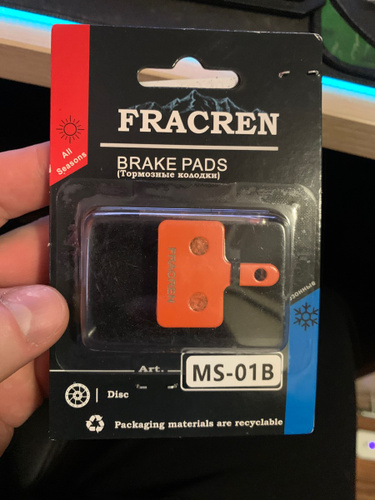 FRACREN
BRAKE PADS
(Тормозные колодки)
All
Seasons
FRACREN
Art.
MS-01B
Disc
Packaging materials are recyclable